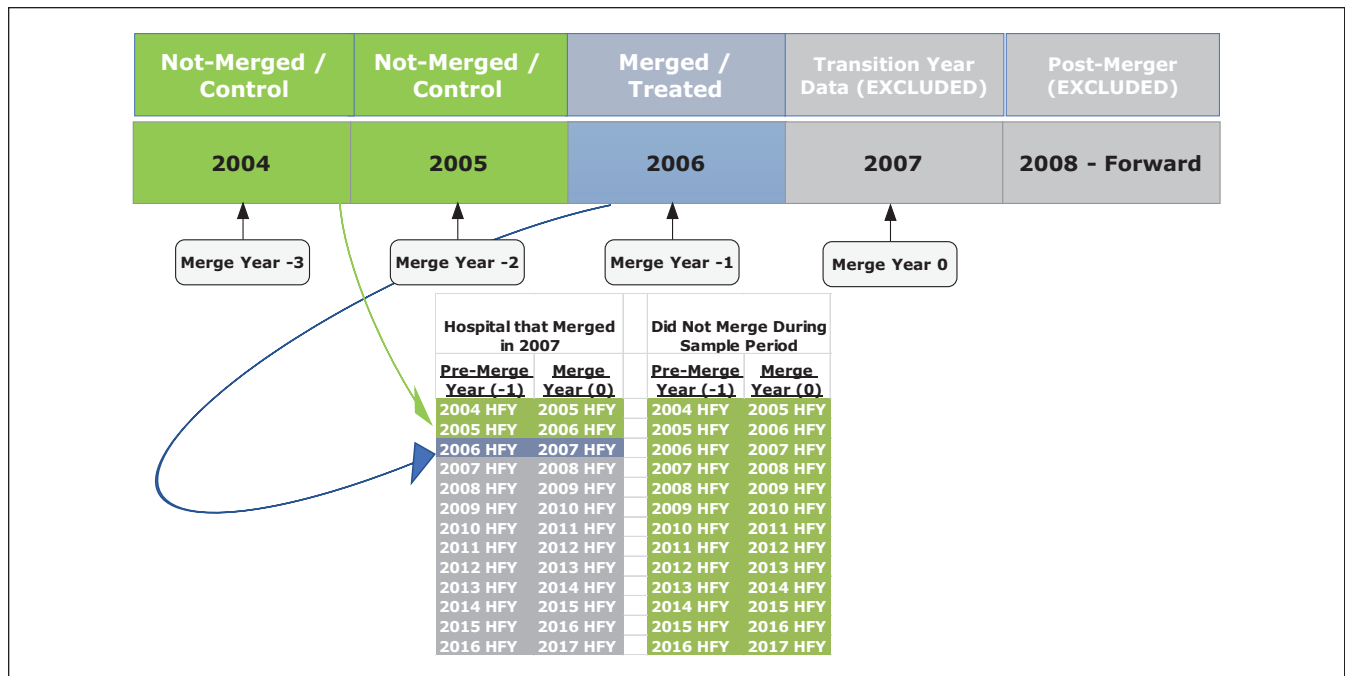 Not-Merged / Control
Not-Merged / Control
Merged / Treated
Transition Year Data (EXCLUDED)
Post-Merger (EXCLUDED)
2004 2005 2006 2007 2008 - Forward
Merge Year -3 Merge Year -2 Merge Year -1 Merge Year 0
Hospital that Merged in 2007
Did Not Merge During Sample Period
Pre-Merge Year (-1) Merge Year (0) Pre-Merge Year (-1) Merge Year (0)
2004 HFY 2005 HFY 2004 HFY 2005 HFY
2005 HFY 2006 HFY 2005 HFY 2006 HFY
2006 HFY 2007 HFY 2006 HFY 2007 HFY
2007 HFY 2008 HFY 2007 HFY 2008 HFY
2008 HFY 2009 HFY 2008 HFY 2009 HFY
2009 HFY 2010 HFY 2009 HFY 2010 HFY
2010 HFY 2011 HFY 2010 HFY 2011 HFY
2011 HFY 2012 HFY 2011 HFY 2012 HFY
2012 HFY 2013 HFY 2012 HFY 2013 HFY
2013 HFY 2014 HFY 2013 HFY 2014 HFY
2014 HFY 2015 HFY 2014 HFY 2015 HFY
2015 HFY 2016 HFY 2015 HFY 2016 HFY
2016 HFY 2017 HFY 2016 HFY 2017 HFY